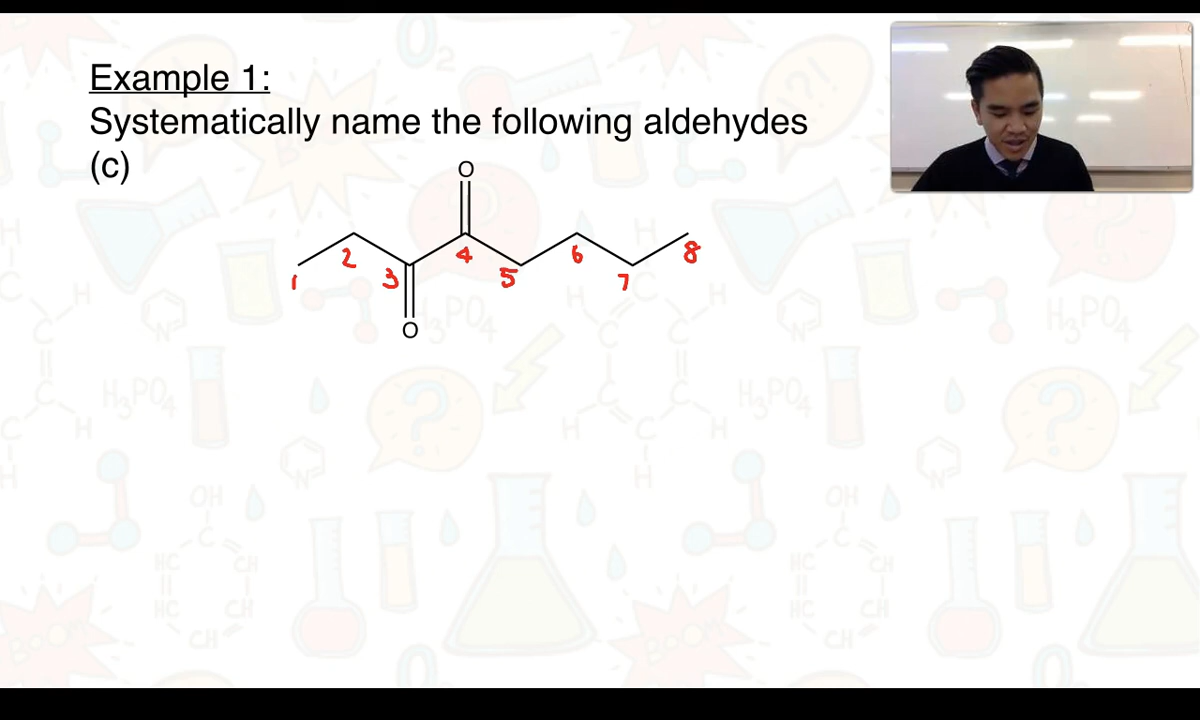 Example 1:
Systematically name the following aldehydes
(c)
O
1 2 3 4 5 6 7 8
O